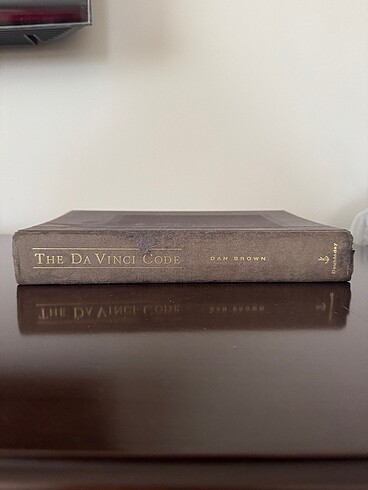 THE DA VINCI CODE
DAN BROWN
Doubleday